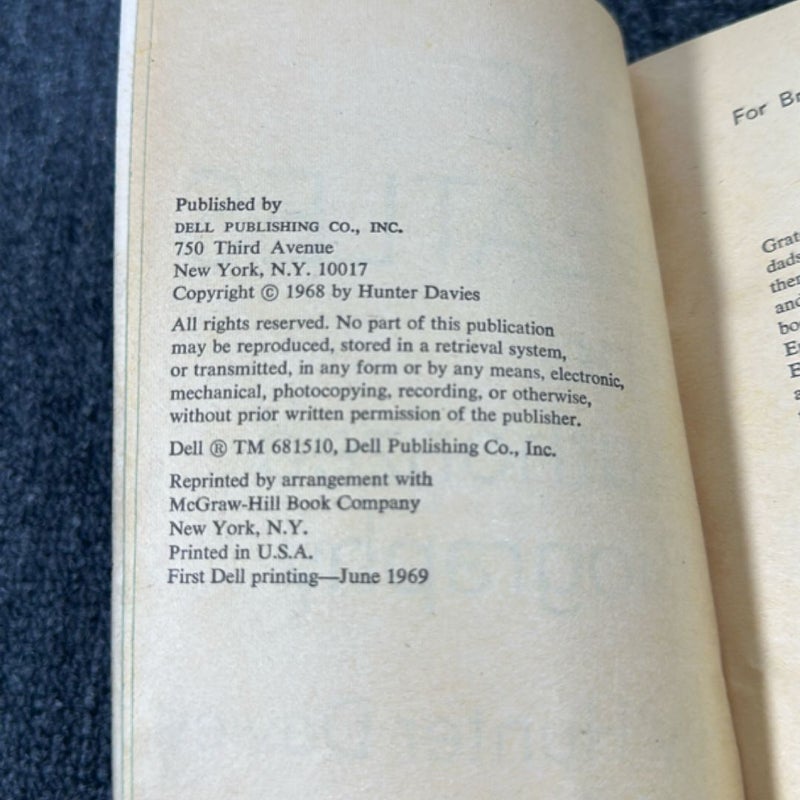 Published by
DELL PUBLISHING CO., INC.
750 Third Avenue
New York, N.Y. 10017
Copyright © 1968 by Hunter Davies
All rights reserved. No part of this publication
may be reproduced, stored in a retrieval system,
or transmitted, in any form or by any means, electronic,
mechanical, photocopying, recording, or otherwise,
without prior written permission of the publisher.
Dell ® TM 681510, Dell Publishing Co., Inc.
Reprinted by arrangement with
McGraw-Hill Book Company
New York, N.Y.
Printed in U.S.A.
First Dell printing—June 1969
For